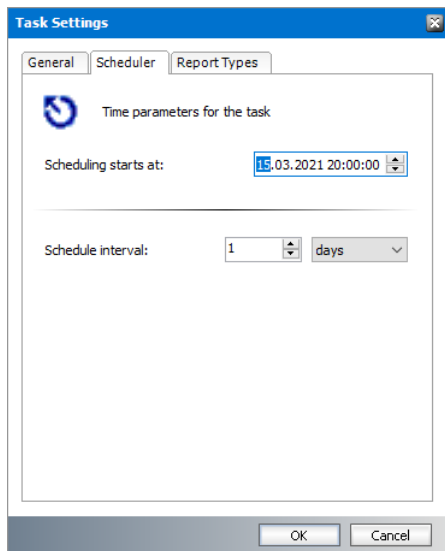 Task Settings
General Scheduler Report Types
Time parameters for the task
Scheduling starts at: 15.03.2021 20:00:00
Schedule interval: 1 days
OK Cancel